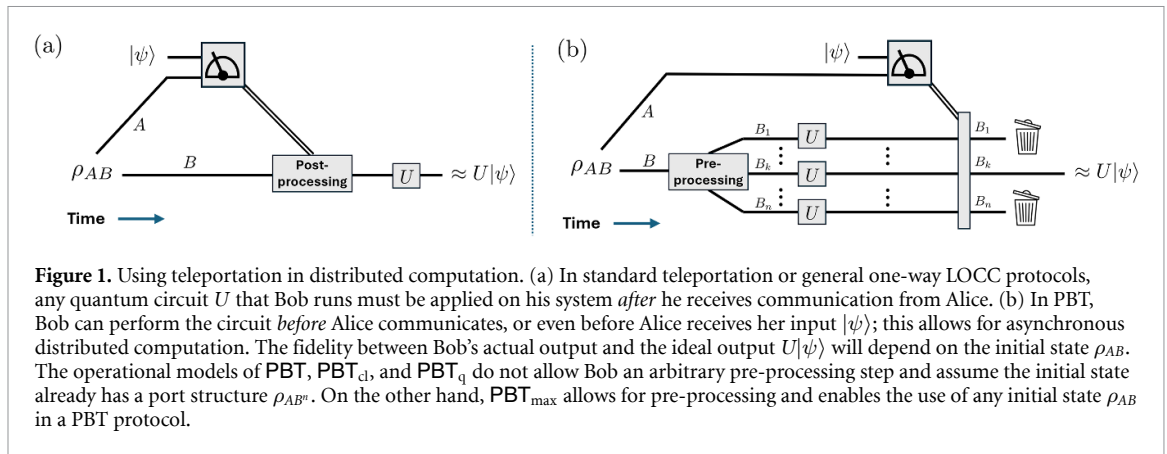 (a)
|ψ⟩
A
ρ_AB
B
Post-
processing
U
≈ U|ψ⟩
Time
(b)
|ψ⟩
A
ρ_AB
B
Pre-
processing
B_1
U
B_1
B_k
U
B_k
≈ U|ψ⟩
B_n
U
B_n
Time
Figure 1. Using teleportation in distributed computation. (a) In standard teleportation or general one-way LOCC protocols,
any quantum circuit U that Bob runs must be applied on his system after he receives communication from Alice. (b) In PBT,
Bob can perform the circuit before Alice communicates, or even before Alice receives her input |ψ⟩; this allows for asynchronous
distributed computation. The fidelity between Bob's actual output and the ideal output U|ψ⟩ will depend on the initial state ρ_AB.
The operational models of PBT, PBT_cl, and PBT_q do not allow Bob an arbitrary pre-processing step and assume the initial state
already has a port structure ρ_AB^n. On the other hand, PBT_max allows for pre-processing and enables the use of any initial state ρ_AB
in a PBT protocol.